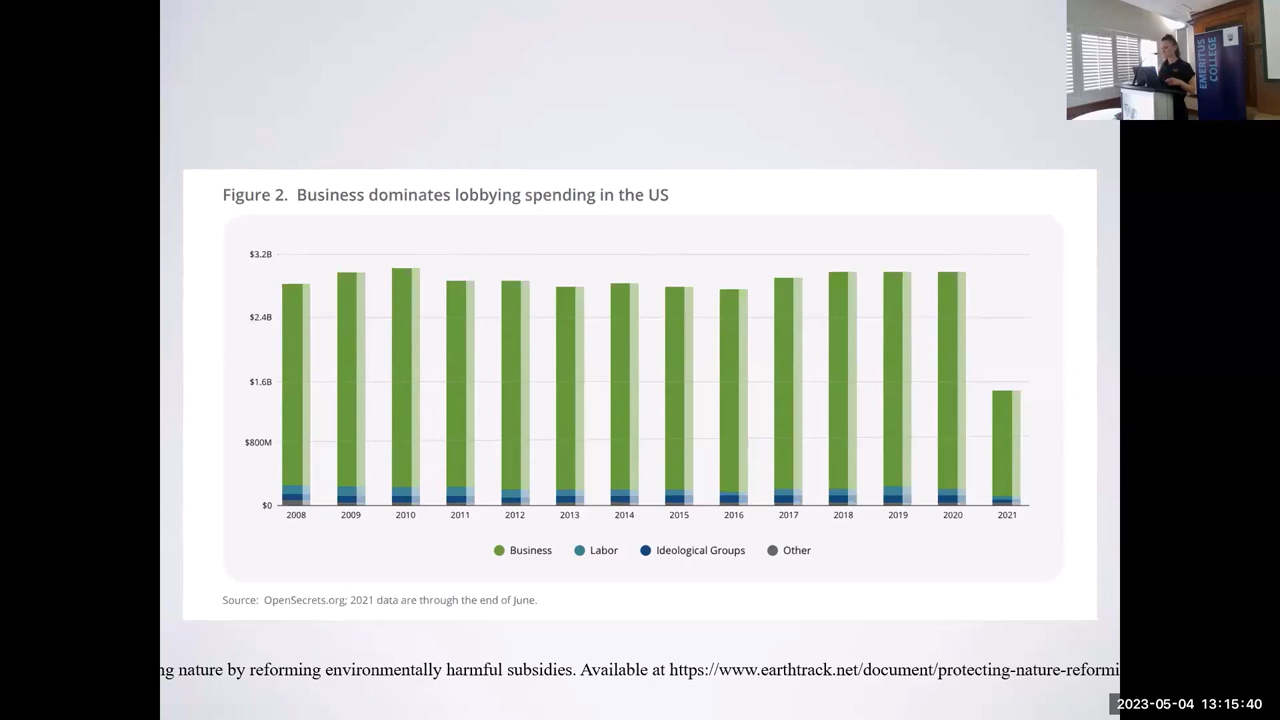 EMERITUS
COLLEGE
Figure 2. Business dominates lobbying spending in the US
$3.2B
$2.4B
$1.6B
$800M
$0
2008 2009 2010 2011 2012 2013 2014 2015 2016 2017 2018 2019 2020 2021
Business Labor Ideological Groups Other
Source: OpenSecrets.org; 2021 data are through the end of June.
ng nature by reforming environmentally harmful subsidies. Available at https://www.earthtrack.net/document/protecting-nature-reformi
2023-05-04 13:15:40